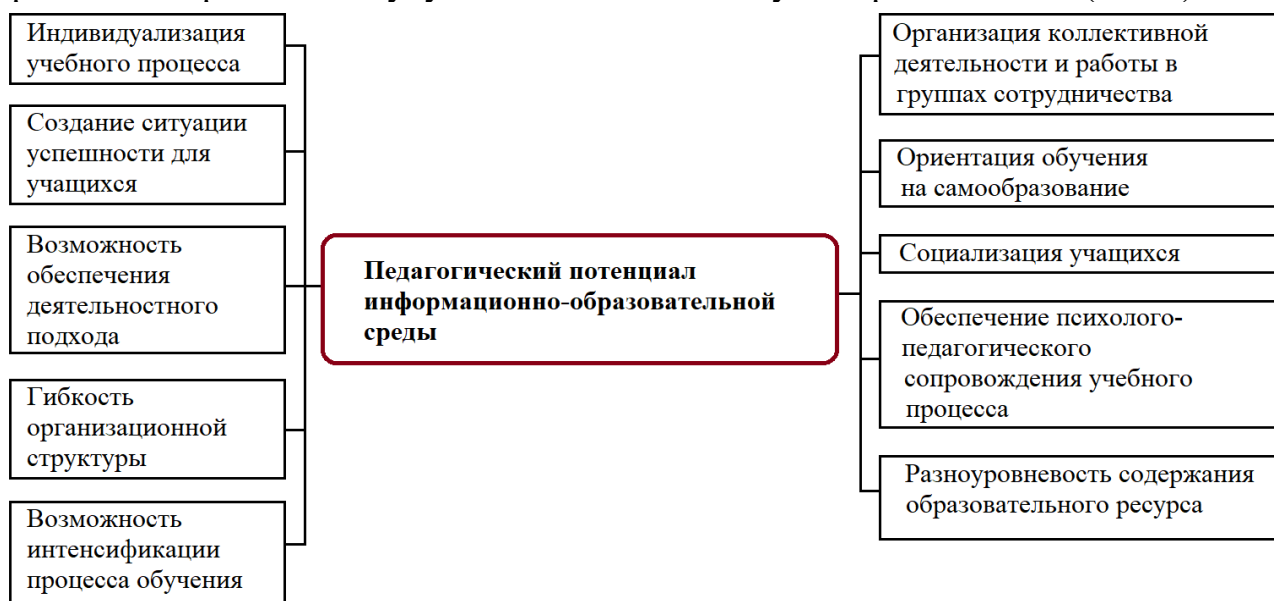 Индивидуализация
учебного процесса
Создание ситуации
успешности для
учащихся
Возможность
обеспечения
деятельностного
подхода
Гибкость
организационной
структуры
Возможность
интенсификации
процесса обучения
Педагогический потенциал
информационно-образовательной
среды
Организация коллективной
деятельности и работы в
группах сотрудничества
Ориентация обучения
на самообразование
Социализация учащихся
Обеспечение психолого-
педагогического
сопровождения учебного
процесса
Разноуровневость содержания
образовательного ресурса